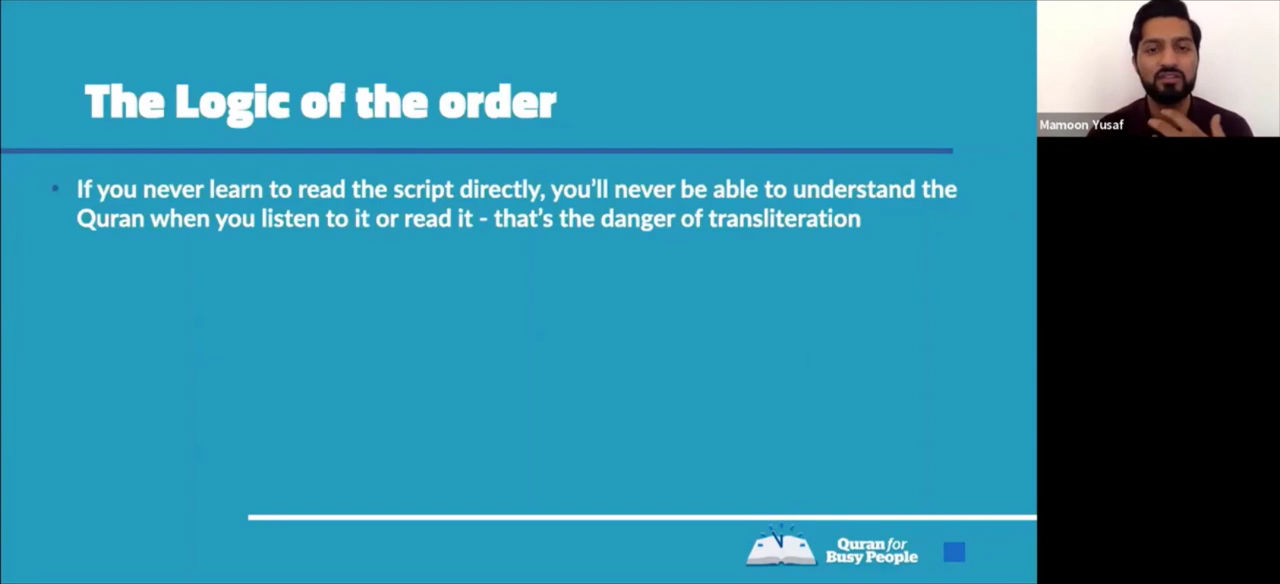 The Logic of the order
• If you never learn to read the script directly, you'll never be able to understand the
Quran when you listen to it or read it - that's the danger of transliteration
Mamoon Yusaf
Quran for
Busy People